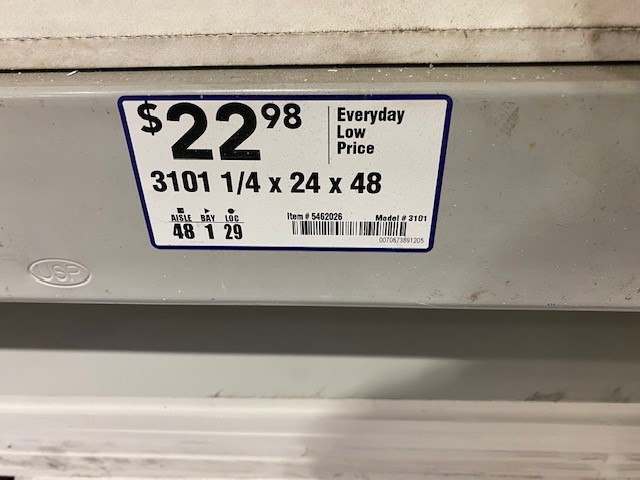 $22 98
Everyday
Low
Price
3101 1/4 x 24 x 48
AISLE BAY LOC
48 1 29
Item # 5462026
Model # 3101
0070673891205
USP